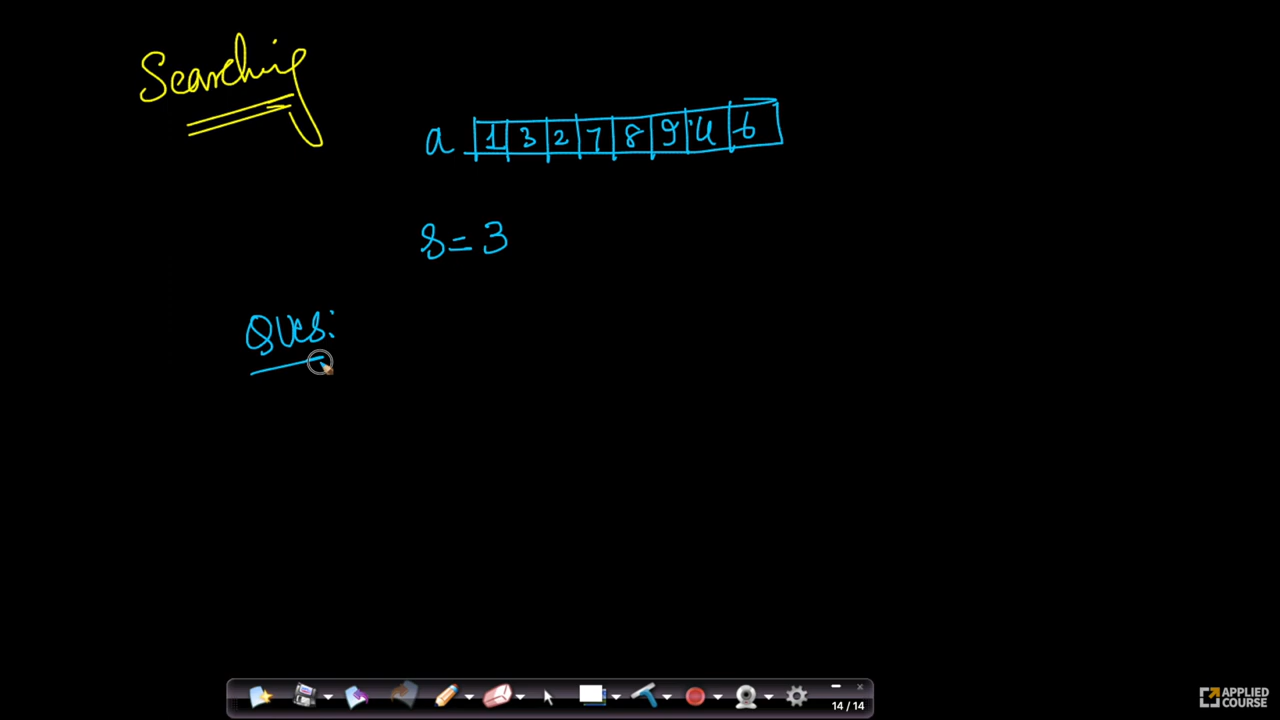 Searching
a 1 3 2 7 8 9 4 6
s = 3
Ques:
14 / 14
APPLIED
COURSE